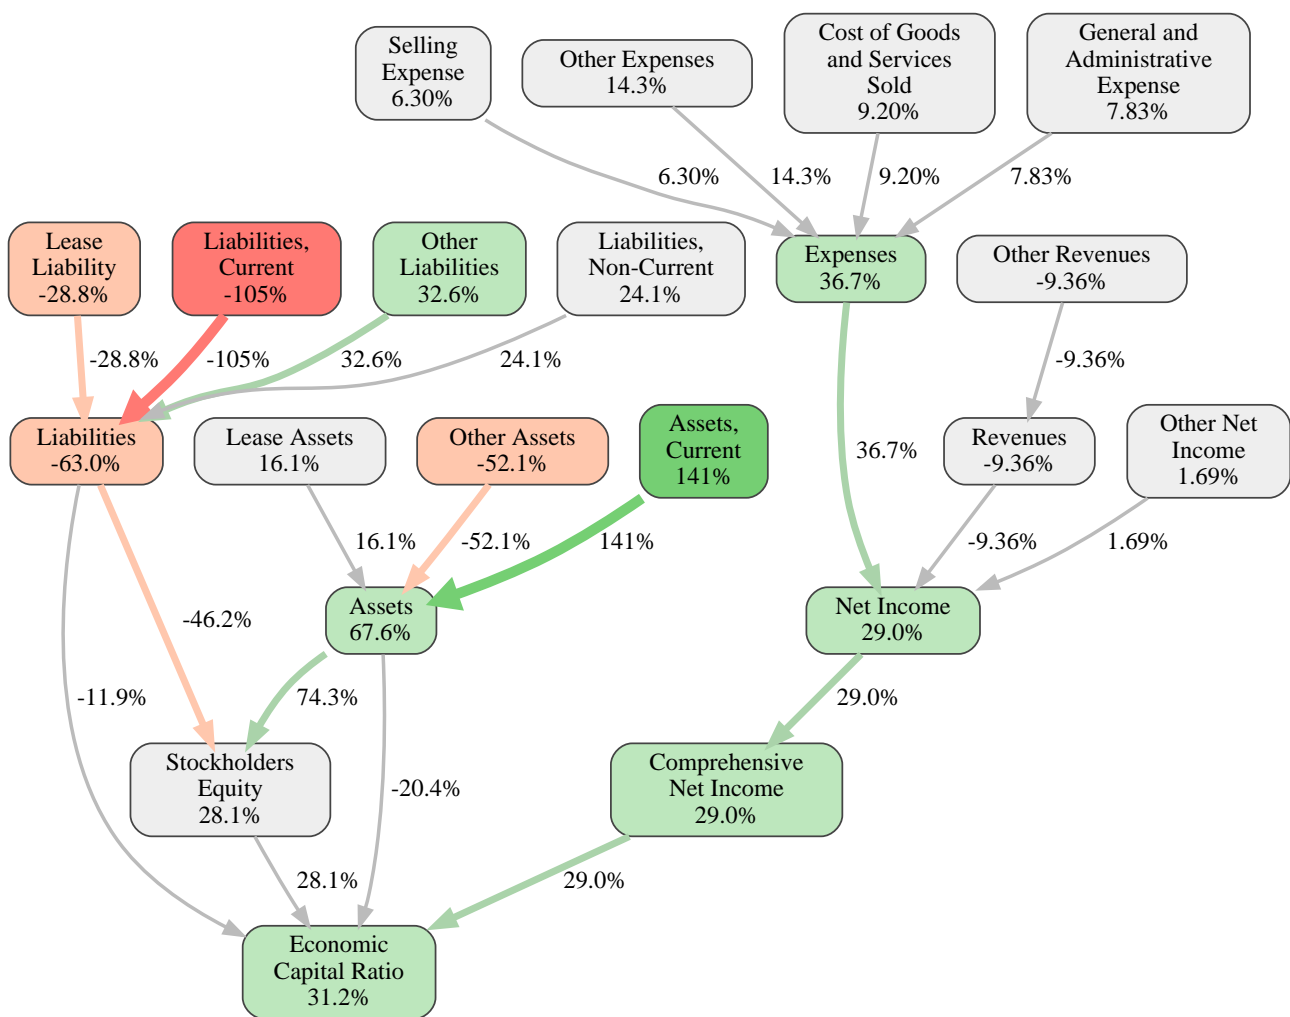 Selling
Expense
6.30%
Other Expenses
14.3%
Cost of Goods
and Services
Sold
9.20%
General and
Administrative
Expense
7.83%
6.30%
14.3%
9.20%
7.83%
Lease
Liability
-28.8%
Liabilities,
Current
-105%
Other
Liabilities
32.6%
Liabilities,
Non-Current
24.1%
Expenses
36.7%
Other Revenues
-9.36%
-28.8%
-105%
32.6%
24.1%
-9.36%
Liabilities
-63.0%
Lease Assets
16.1%
Other Assets
-52.1%
Assets,
Current
141%
36.7%
Revenues
-9.36%
Other Net
Income
1.69%
16.1%
-52.1%
141%
-9.36%
1.69%
-46.2%
Assets
67.6%
Net Income
29.0%
-11.9%
74.3%
29.0%
Stockholders
Equity
28.1%
-20.4%
Comprehensive
Net Income
29.0%
28.1%
29.0%
Economic
Capital Ratio
31.2%